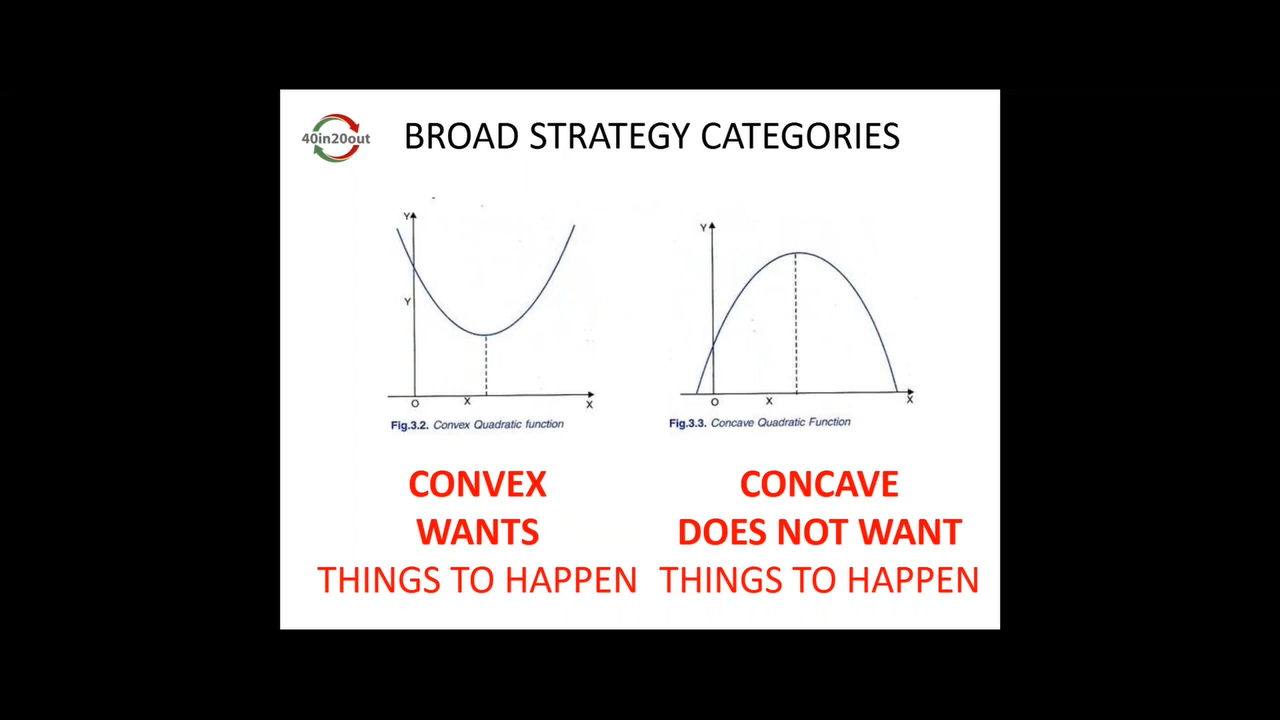 40in20out
BROAD STRATEGY CATEGORIES
Y
Y
O
X
X
Fig.3.2. Convex Quadratic function
Y
O
X
X
Fig.3.3. Concave Quadratic Function
CONVEX
WANTS
THINGS TO HAPPEN
CONCAVE
DOES NOT WANT
THINGS TO HAPPEN